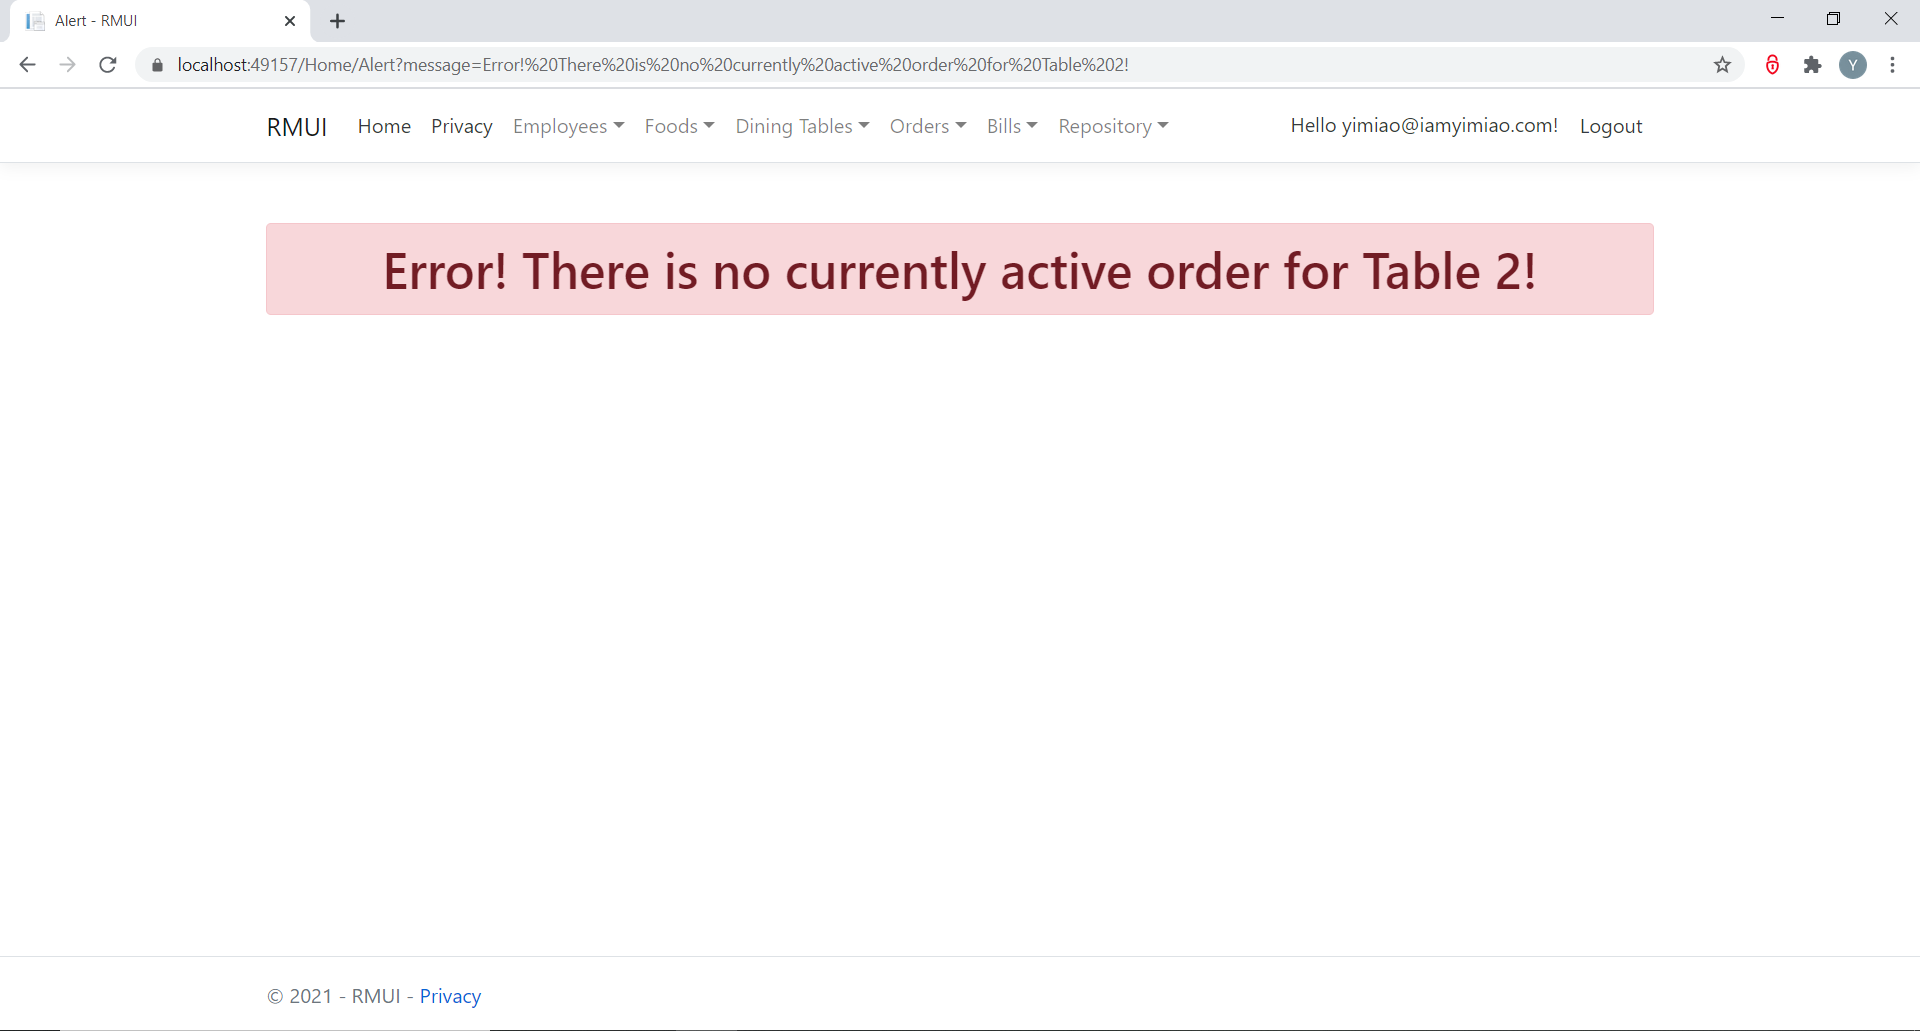 Alert - RMUI
localhost:49157/Home/Alert?message=Error!%20There%20is%20no%20currently%20active%20order%20for%20Table%202!
Y
RMUI Home Privacy Employees Foods Dining Tables Orders Bills Repository Hello yimiao@iamyimiao.com! Logout
Error! There is no currently active order for Table 2!
© 2021 - RMUI - Privacy